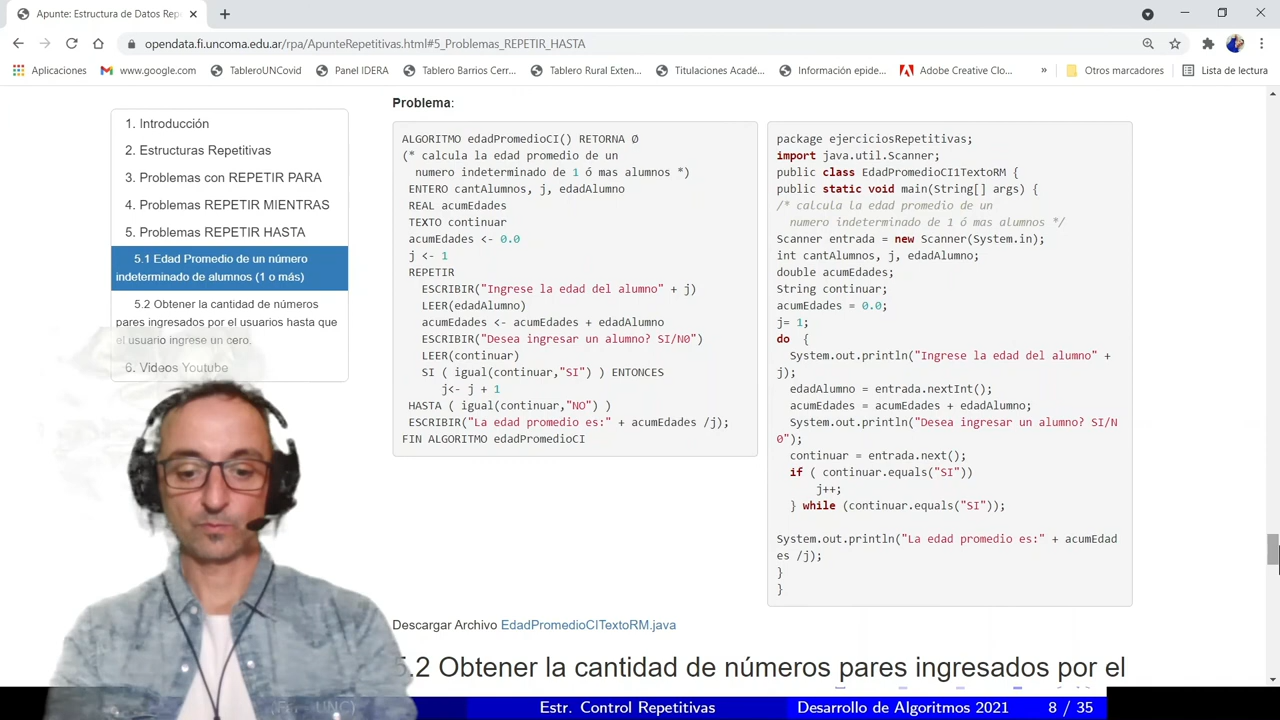 Apunte: Estructura de Datos Rep
opendata.fi.uncoma.edu.ar/rpa/ApunteRepetitivas.html#5_Problemas_REPETIR_HASTA
Aplicaciones
www.google.com
TableroUNCovid
Panel IDERA
Tablero Barrios Cerr...
Tablero Rural Exten...
Titulaciones Acadé...
Información epide...
Adobe Creative Clo...
»
Otros marcadores
Lista de lectura
1. Introducción
2. Estructuras Repetitivas
3. Problemas con REPETIR PARA
4. Problemas REPETIR MIENTRAS
5. Problemas REPETIR HASTA
5.1 Edad Promedio de un número
indeterminado de alumnos (1 o más)
5.2 Obtener la cantidad de números
pares ingresados por el usuarios hasta que
el usuario ingrese un cero.
6. Videos Youtube
Problema:
ALGORITMO edadPromedioCI() RETORNA Ø
(* calcula la edad promedio de un
numero indeterminado de 1 ó mas alumnos *)
ENTERO cantAlumnos, j, edadAlumno
REAL acumEdades
TEXTO continuar
acumEdades <- 0.0
j <- 1
REPETIR
ESCRIBIR("Ingrese la edad del alumno" + j)
LEER(edadAlumno)
acumEdades <- acumEdades + edadAlumno
ESCRIBIR("Desea ingresar un alumno? SI/N0")
LEER(continuar)
SI ( igual(continuar,"SI") ) ENTONCES
j<- j + 1
HASTA ( igual(continuar,"NO") )
ESCRIBIR("La edad promedio es:" + acumEdades /j);
FIN ALGORITMO edadPromedioCI
package ejerciciosRepetitivas;
import java.util.Scanner;
public class EdadPromedioCI1TextoRM {
public static void main(String[] args) {
/* calcula la edad promedio de un
numero indeterminado de 1 ó mas alumnos */
Scanner entrada = new Scanner(System.in);
int cantAlumnos, j, edadAlumno;
double acumEdades;
String continuar;
acumEdades = 0.0;
j= 1;
do {
System.out.println("Ingrese la edad del alumno" +
j);
edadAlumno = entrada.nextInt();
acumEdades = acumEdades + edadAlumno;
System.out.println("Desea ingresar un alumno? SI/N
0");
continuar = entrada.next();
if ( continuar.equals("SI"))
j++;
} while (continuar.equals("SI"));
System.out.println("La edad promedio es:" + acumEdad
es /j);
}
}
Descargar Archivo EdadPromedioCITextoRM.java
5.2 Obtener la cantidad de números pares ingresados por el
UNC)
Estr. Control Repetitivas
Desarrollo de Algoritmos 2021
8 / 35